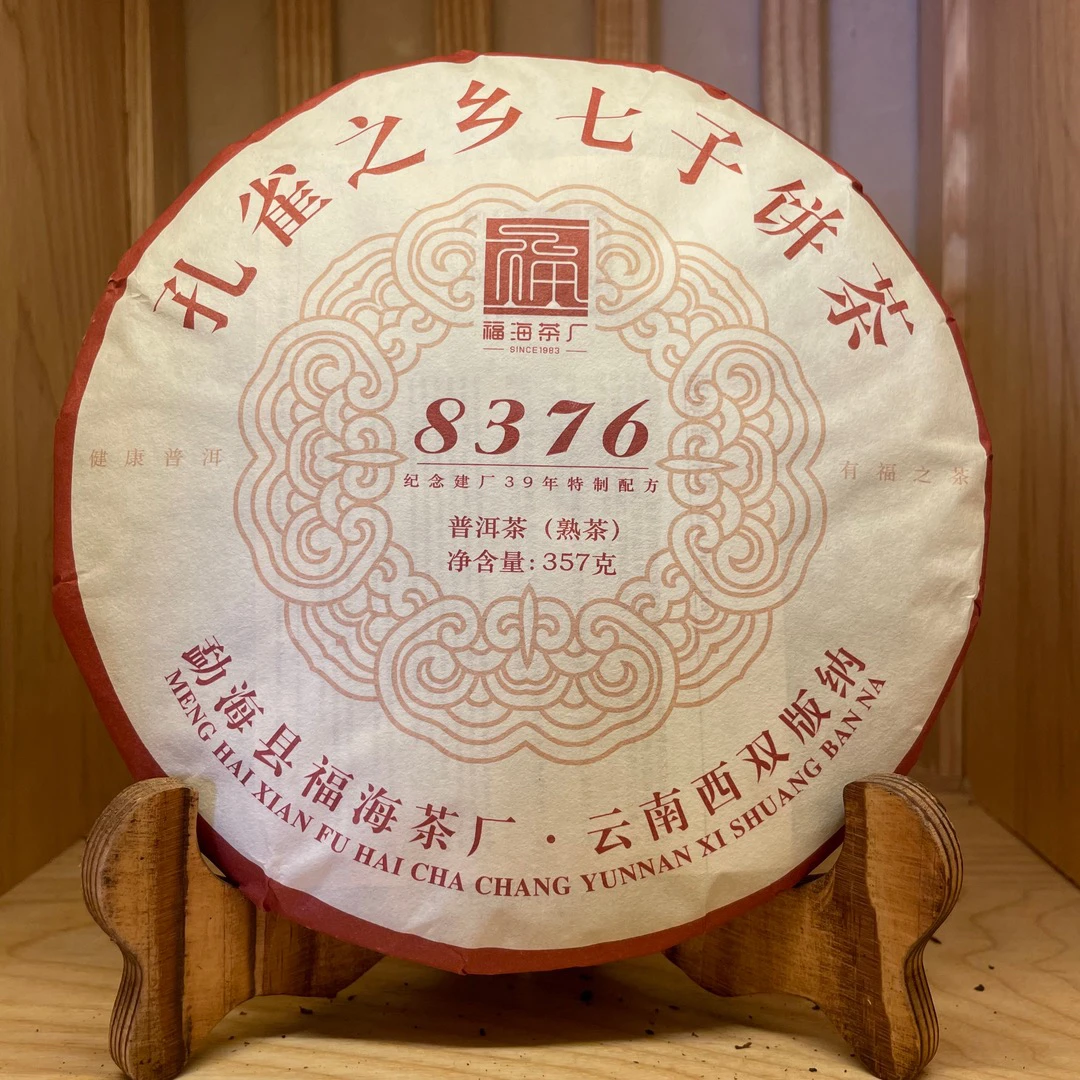 孔雀之乡七子饼茶
福
福海茶厂
SINCE1983
8376
纪念建厂39年特制配方
健康普洱
有福之茶
普洱茶（熟茶）
净含量:357克
勐海县福海茶厂·云南西双版纳
MENG HAI XIAN FU HAI CHA CHANG YUNNAN XI SHUANG BAN NA